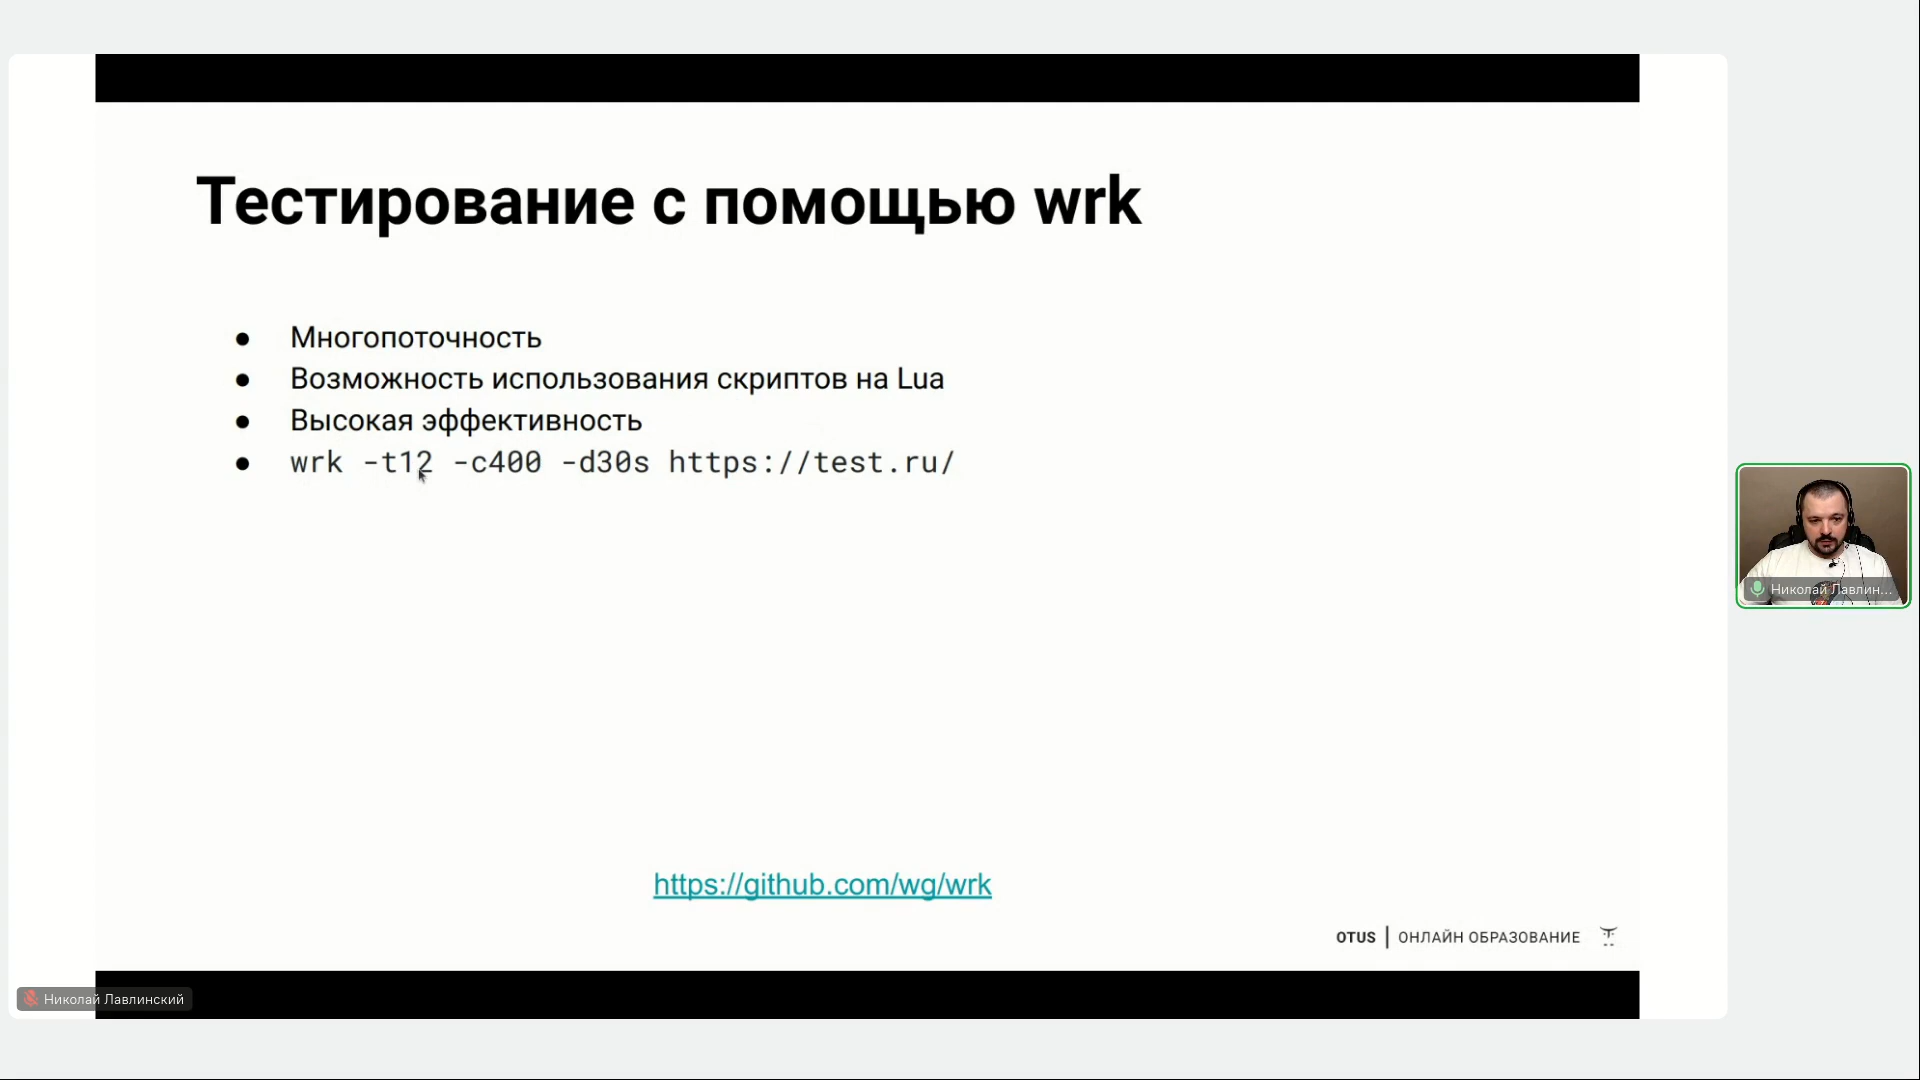 Тестирование с помощью wrk
● Многопоточность
● Возможность использования скриптов на Lua
● Высокая эффективность
● wrk -t12 -c400 -d30s https://test.ru/
https://github.com/wg/wrk
OTUS | ОНЛАЙН ОБРАЗОВАНИЕ
Николай Лавлин...
Николай Лавлинский